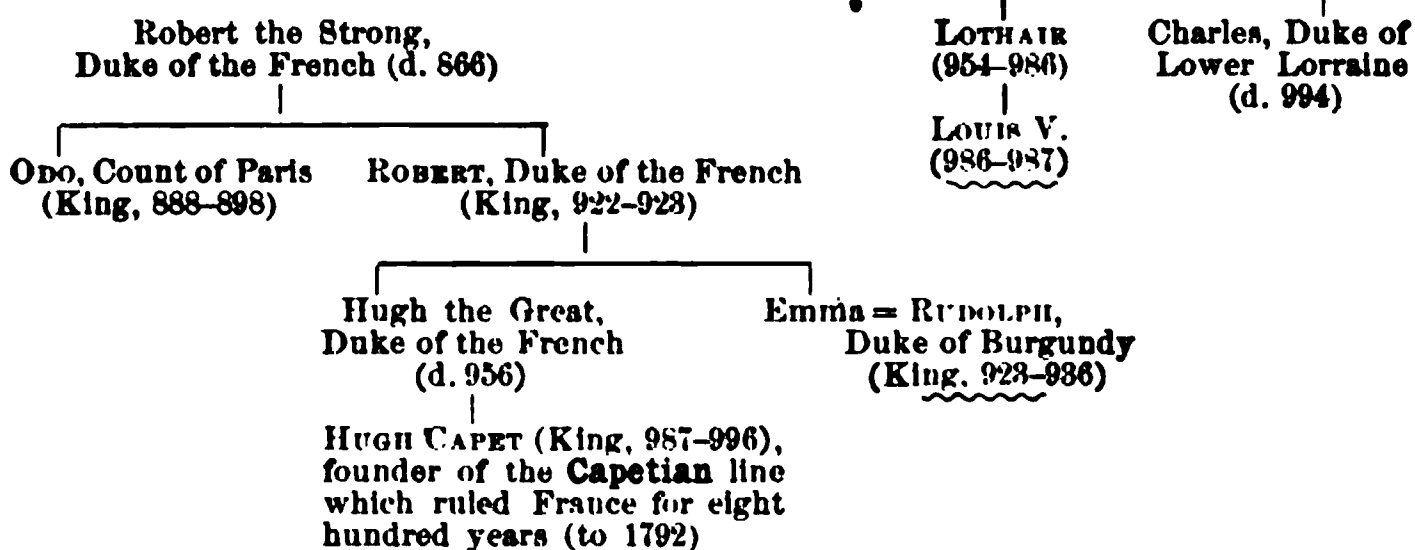 Robert the Strong,
Duke of the French (d. 866)
ODO, Count of Paris
(King, 888–898)
ROBERT, Duke of the French
(King, 922–923)
Hugh the Great,
Duke of the French
(d. 956)
Emma = RUDOLPH,
Duke of Burgundy
(King, 923–936)
HUGH CAPET (King, 987–996),
founder of the Capetian line
which ruled France for eight
hundred years (to 1792)
LOTHAIR
(954–986)
LOUIS V.
(986–987)
Charles, Duke of
Lower Lorraine
(d. 994)